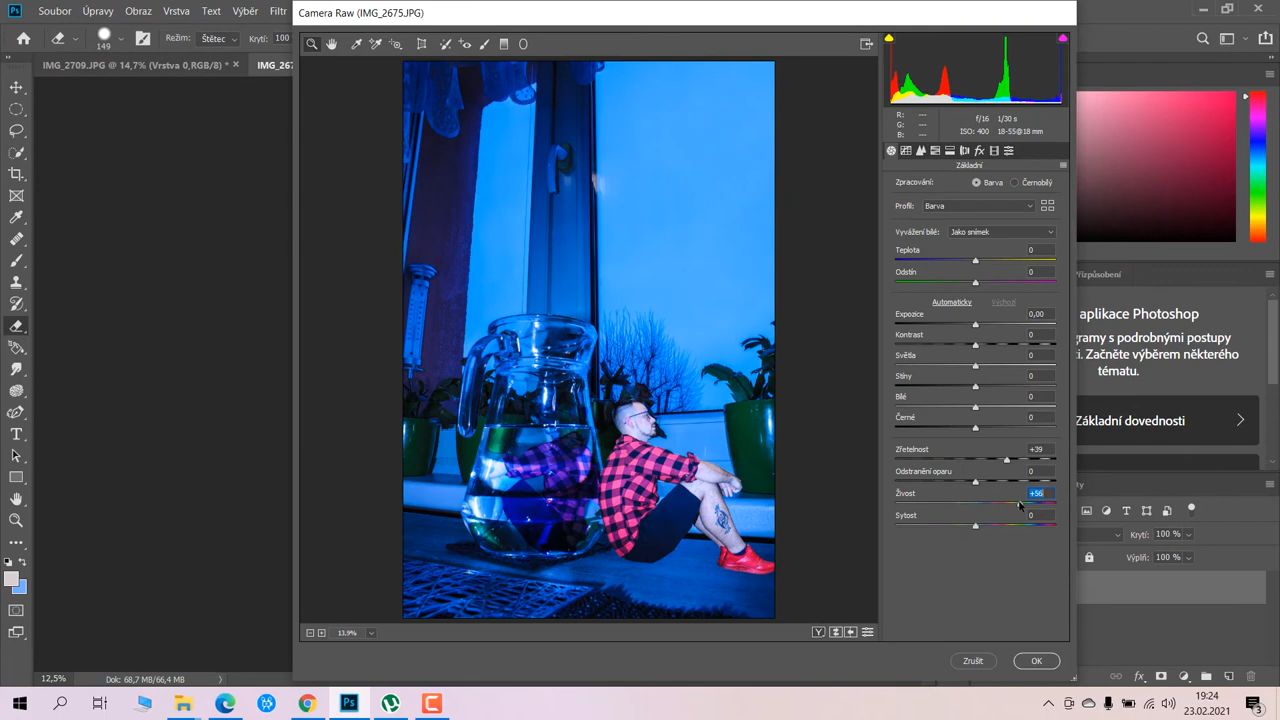 Ps
Soubor
Úpravy
Obraz
Vrstva
Text
Výběr
Filtr
Camera Raw (IMG_2675.JPG)
149
Režim:
Štětec
Krytí: 100
IMG_2709.JPG @ 14,7% (Vrstva 0,RGB/8) *
IMG_267
R: ---
G: ---
B: ---
f/16 1/30 s
ISO: 400 18-55@18 mm
Základní
Zpracování:
Barva
Černobílý
Profil: Barva
Vyvážení bílé: Jako snímek
Teplota 0
Odstín 0
Automaticky Výchozí
Expozice 0,00
Kontrast 0
Světla 0
Stíny 0
Bílé 0
Černé 0
Zřetelnost +39
Odstranění oparu 0
Živost +56
Sytost 0
Přizpůsobení
aplikace Photoshop
gramy s podrobnými postupy
ití. Začněte výběrem některého
tématu.
Základní dovednosti
ty
Krytí: 100 %
Výplň: 100 %
13,9%
Zrušit
OK
12,5%
Dok: 68,7 MB/66,4 MB
19:24
23.02.2021
3